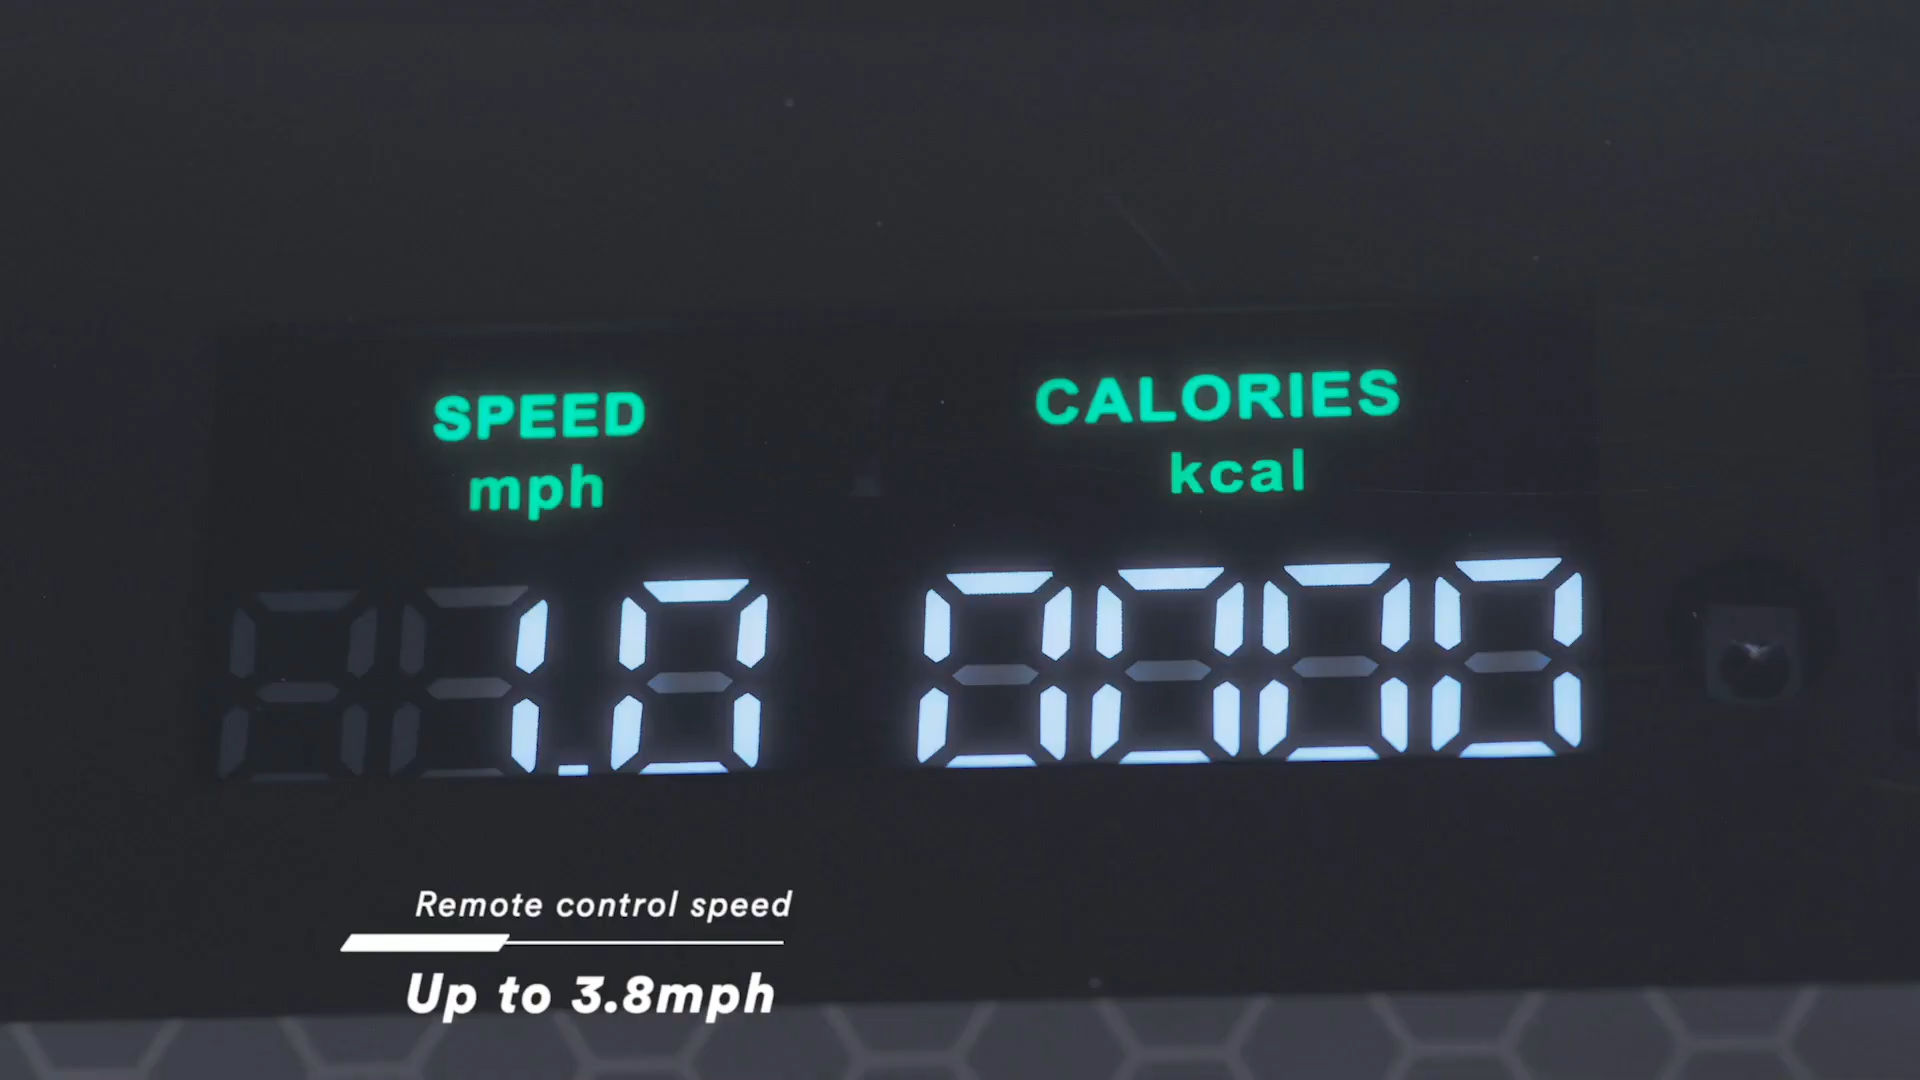 SPEED
mph
1.0
CALORIES
kcal
0000
Remote control speed
Up to 3.8mph